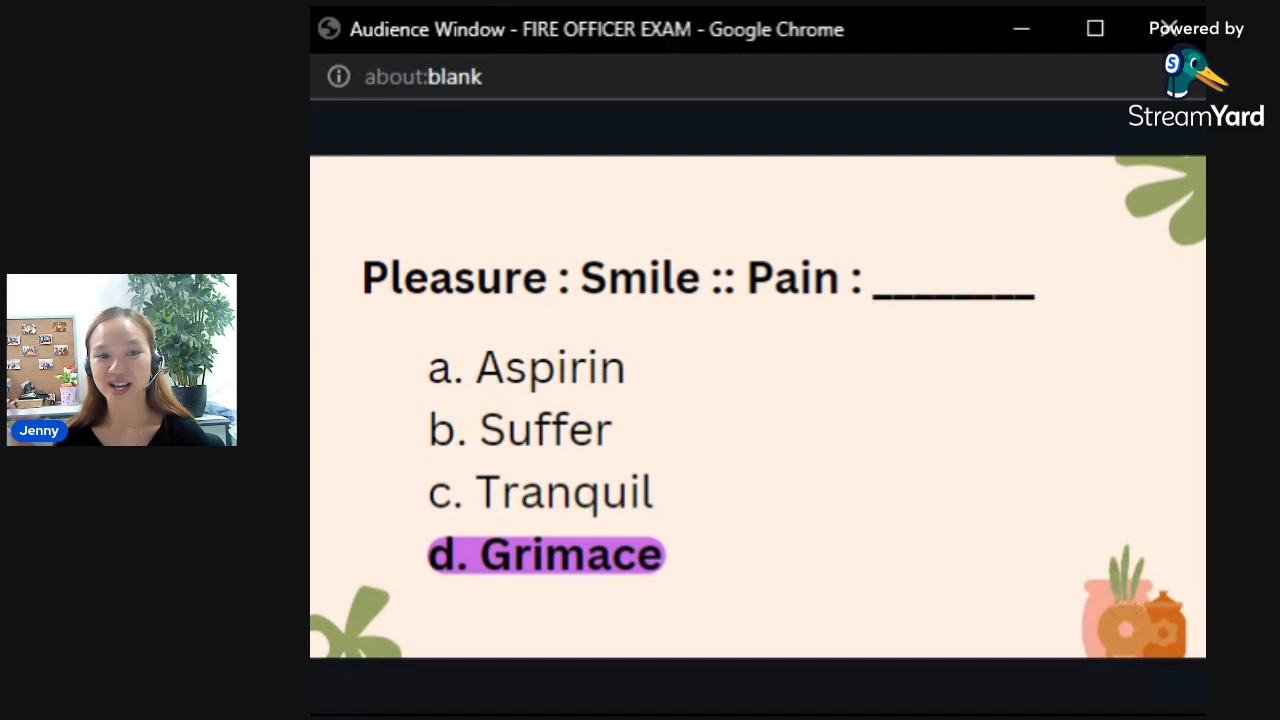 Audience Window - FIRE OFFICER EXAM - Google Chrome
Powered by
about:blank
StreamYard
Pleasure : Smile :: Pain : ________
a. Aspirin
b. Suffer
c. Tranquil
d. Grimace
Jenny